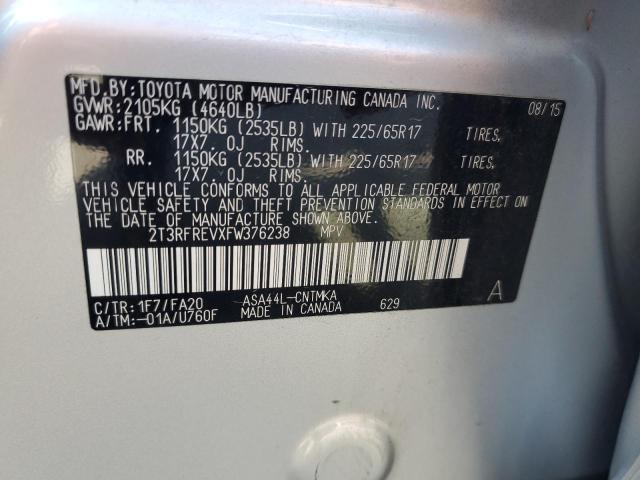 MFD.BY:TOYOTA MOTOR MANUFACTURING CANADA INC. 08/15
GVWR:2105KG (4640LB)
GAWR:FRT. 1150KG (2535LB) WITH 225/65R17 TIRES,
17X7.0J RIMS.
RR. 1150KG (2535LB) WITH 225/65R17 TIRES,
17X7.0J RIMS.
THIS VEHICLE CONFORMS TO ALL APPLICABLE FEDERAL MOTOR
VEHICLE SAFETY AND THEFT PREVENTION STANDARDS IN EFFECT ON
THE DATE OF MANUFACTURE SHOWN ABOVE.
2T3RFREVXFW376238 MPV
C/TR:1F7/FA20 ASA44L-CNTMKA A
A/TM:-01A/U760F MADE IN CANADA 629